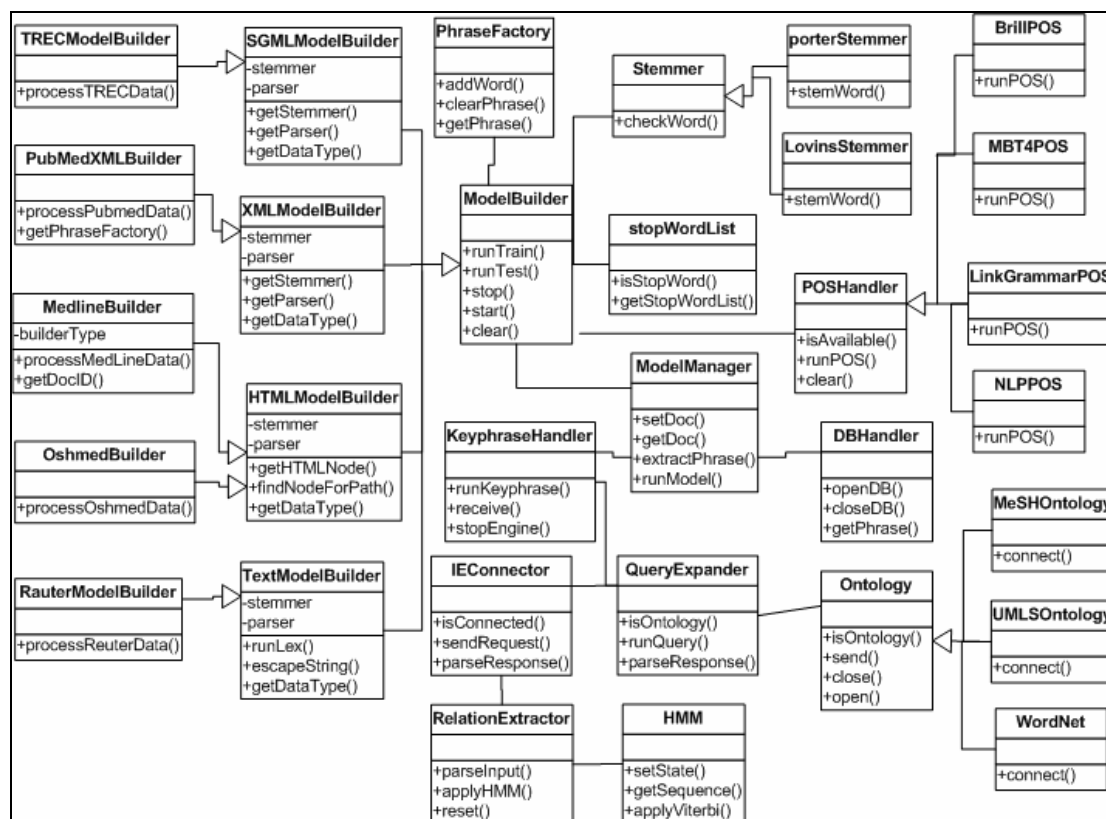 TRECModelBuilder
+processTRECData()
SGMLModelBuilder
-stemmer
-parser
+getStemmer()
+getParser()
+getDataType()
PhraseFactory
+addWord()
+clearPhrase()
+getPhrase()
Stemmer
+checkWord()
porterStemmer
+stemWord()
BrillPOS
+runPOS()
PubMedXMLBuilder
+processPubmedData()
+getPhraseFactory()
XMLModelBuilder
-stemmer
-parser
+getStemmer()
+getParser()
+getDataType()
ModelBuilder
+runTrain()
+runTest()
+stop()
+start()
+clear()
LovinsStemmer
+stemWord()
MBT4POS
+runPOS()
stopWordList
+isStopWord()
+getStopWordList()
POSHandler
+isAvailable()
+runPOS()
+clear()
LinkGrammarPOS
+runPOS()
NLPPOS
+runPOS()
MedlineBuilder
-builderType
+processMedLineData()
+getDocID()
HTMLModelBuilder
-stemmer
-parser
+getHTMLNode()
+findNodeForPath()
+getDataType()
OshmedBuilder
+processOshmedData()
ModelManager
+setDoc()
+getDoc()
+extractPhrase()
+runModel()
KeyphraseHandler
+runKeyphrase()
+receive()
+stopEngine()
DBHandler
+openDB()
+closeDB()
+getPhrase()
MeSHOntology
+connect()
RauterModelBuilder
+processReuterData()
TextModelBuilder
-stemmer
-parser
+runLex()
+escapeString()
+getDataType()
IEConnector
+isConnected()
+sendRequest()
+parseResponse()
QueryExpander
+isOntology()
+runQuery()
+parseResponse()
Ontology
+isOntology()
+send()
+close()
+open()
UMLSOntology
+connect()
WordNet
+connect()
RelationExtractor
+parseInput()
+applyHMM()
+reset()
HMM
+setState()
+getSequence()
+applyViterbi()